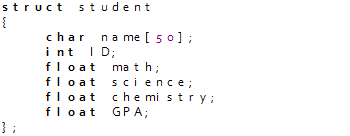 struct student
{
char name[50];
int ID;
float math;
float science;
float chemistry;
float GPA;
};